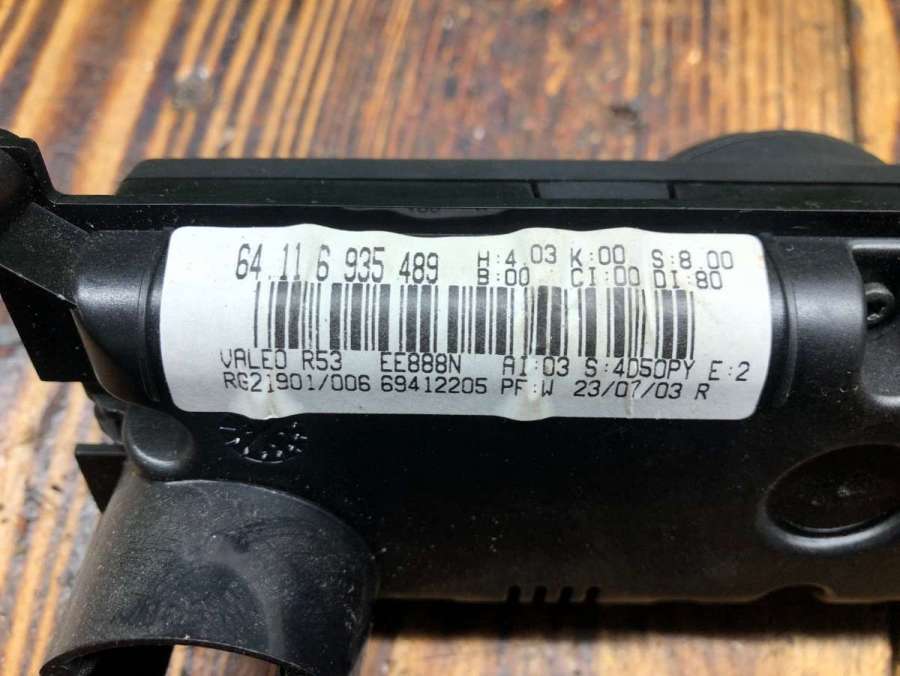 64.11 6 935 489 H:4.03 K:00 S:8.00
B:00 CI:00 DI:80
VALEO R53 EE888N AI:03 S:4D50PY E:2
RG21901/006 69412205 PF:W 23/07/03 R